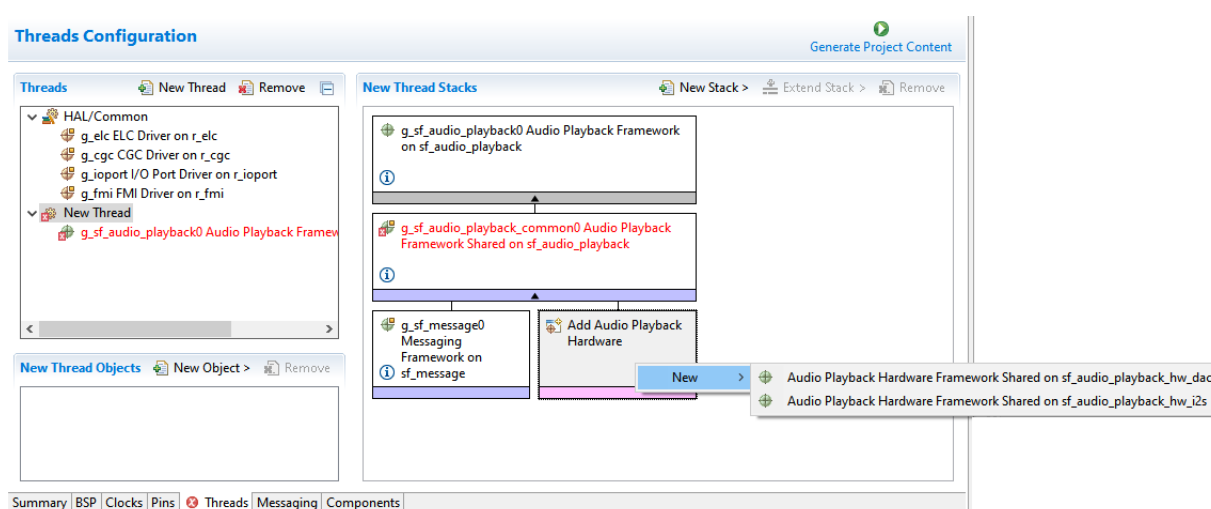 Threads Configuration
Generate Project Content
Threads New Thread Remove
HAL/Common
g_elc ELC Driver on r_elc
g_cgc CGC Driver on r_cgc
g_ioport I/O Port Driver on r_ioport
g_fmi FMI Driver on r_fmi
New Thread
g_sf_audio_playback0 Audio Playback Framew
New Thread Objects New Object > Remove
New Thread Stacks New Stack > Extend Stack > Remove
g_sf_audio_playback0 Audio Playback Framework
on sf_audio_playback
g_sf_audio_playback_common0 Audio Playback
Framework Shared on sf_audio_playback
g_sf_message0
Messaging
Framework on
sf_message
Add Audio Playback
Hardware
New >
Audio Playback Hardware Framework Shared on sf_audio_playback_hw_dac
Audio Playback Hardware Framework Shared on sf_audio_playback_hw_i2s
Summary BSP Clocks Pins Threads Messaging Components